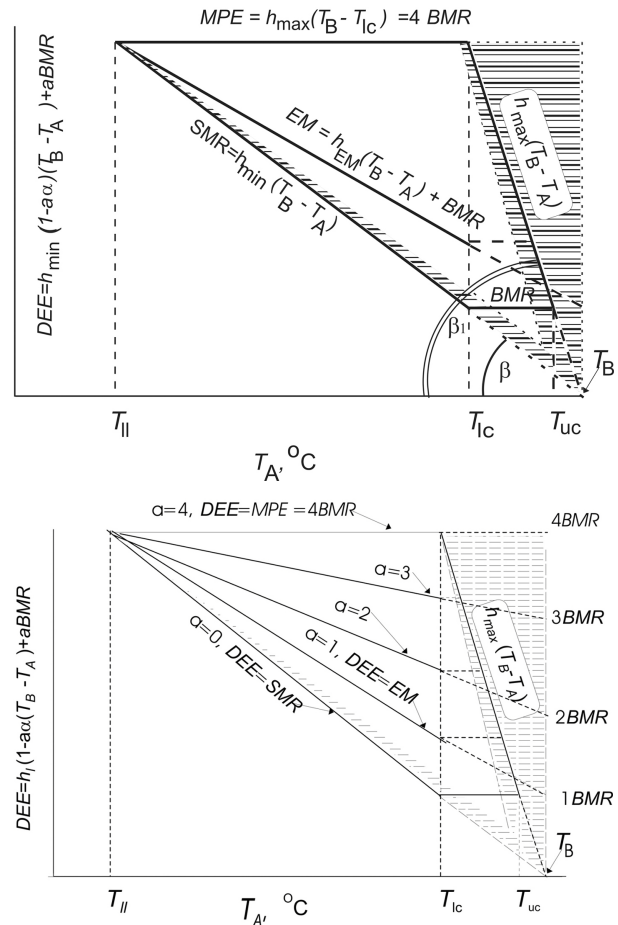 MPE = hmax(TB - Tlc) =4 BMR
DEE=hmin (1-aα)(TB -TA )+aBMR
hmax(TB-TA)
EM = hEM(TB-TA) + BMR
SMR=hmin (TB-TA)
BMR
β1
β
TB
Tll
Tlc
Tuc
TA, oC
a=4, DEE=MPE =4BMR
4BMR
a=3
3BMR
a=2
hmax (TB-TA)
a=1, DEE=EM
a=0, DEE=SMR
2BMR
1BMR
DEE=hl(1-aα(TB -TA)+aBMR
TB
Tll
Tlc
Tuc
TA, oC